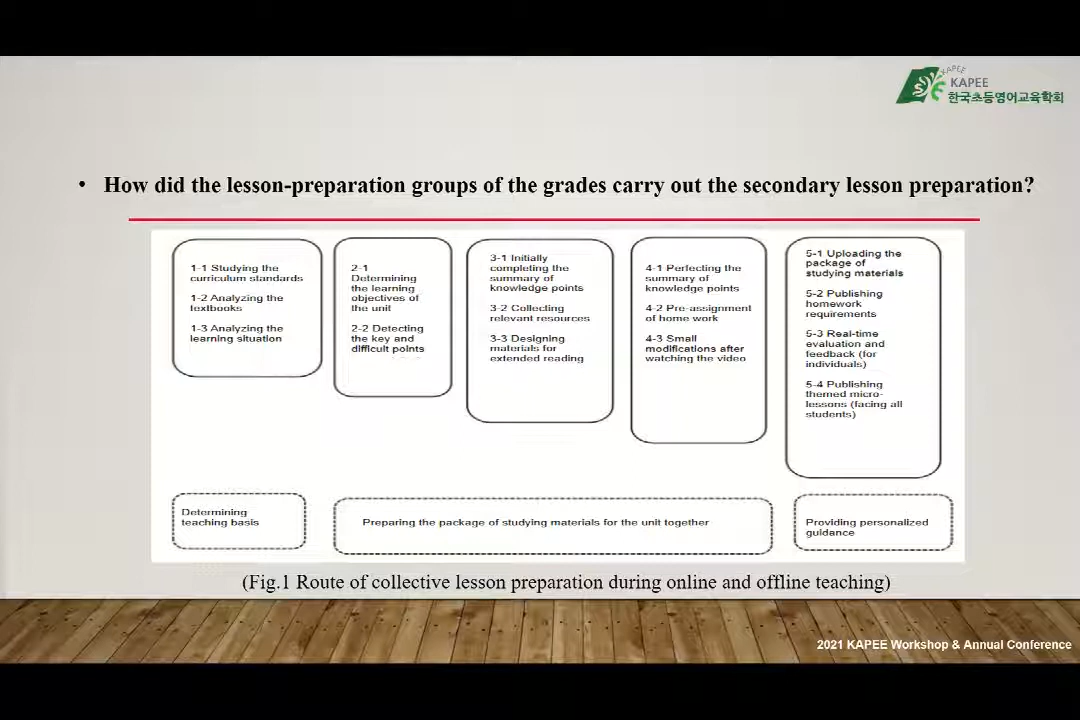 KAPEE
KAPEE
한국초등영어교육학회
• How did the lesson-preparation groups of the grades carry out the secondary lesson preparation?
1-1 Studying the
curriculum standards
1-2 Analyzing the
textbooks
1-3 Analyzing the
learning situation
2-1
Determining
the learning
objectives of
the unit
2-2 Detecting
the key and
difficult points
3-1 Initially
completing the
summary of
knowledge points
3-2 Collecting
relevant resources
3-3 Designing
materials for
extended reading
4-1 Perfecting the
summary of
knowledge points
4-2 Pre-assignment
of home work
4-3 Small
modifications after
watching the video
5-1 Uploading the
package of
studying materials
5-2 Publishing
homework
requirements
5-3 Real-time
evaluation and
feedback (for
individuals)
5-4 Publishing
themed micro-
lessons (facing all
students)
Determining
teaching basis
Preparing the package of studying materials for the unit together
Providing personalized
guidance
(Fig.1 Route of collective lesson preparation during online and offline teaching)
2021 KAPEE Workshop & Annual Conference